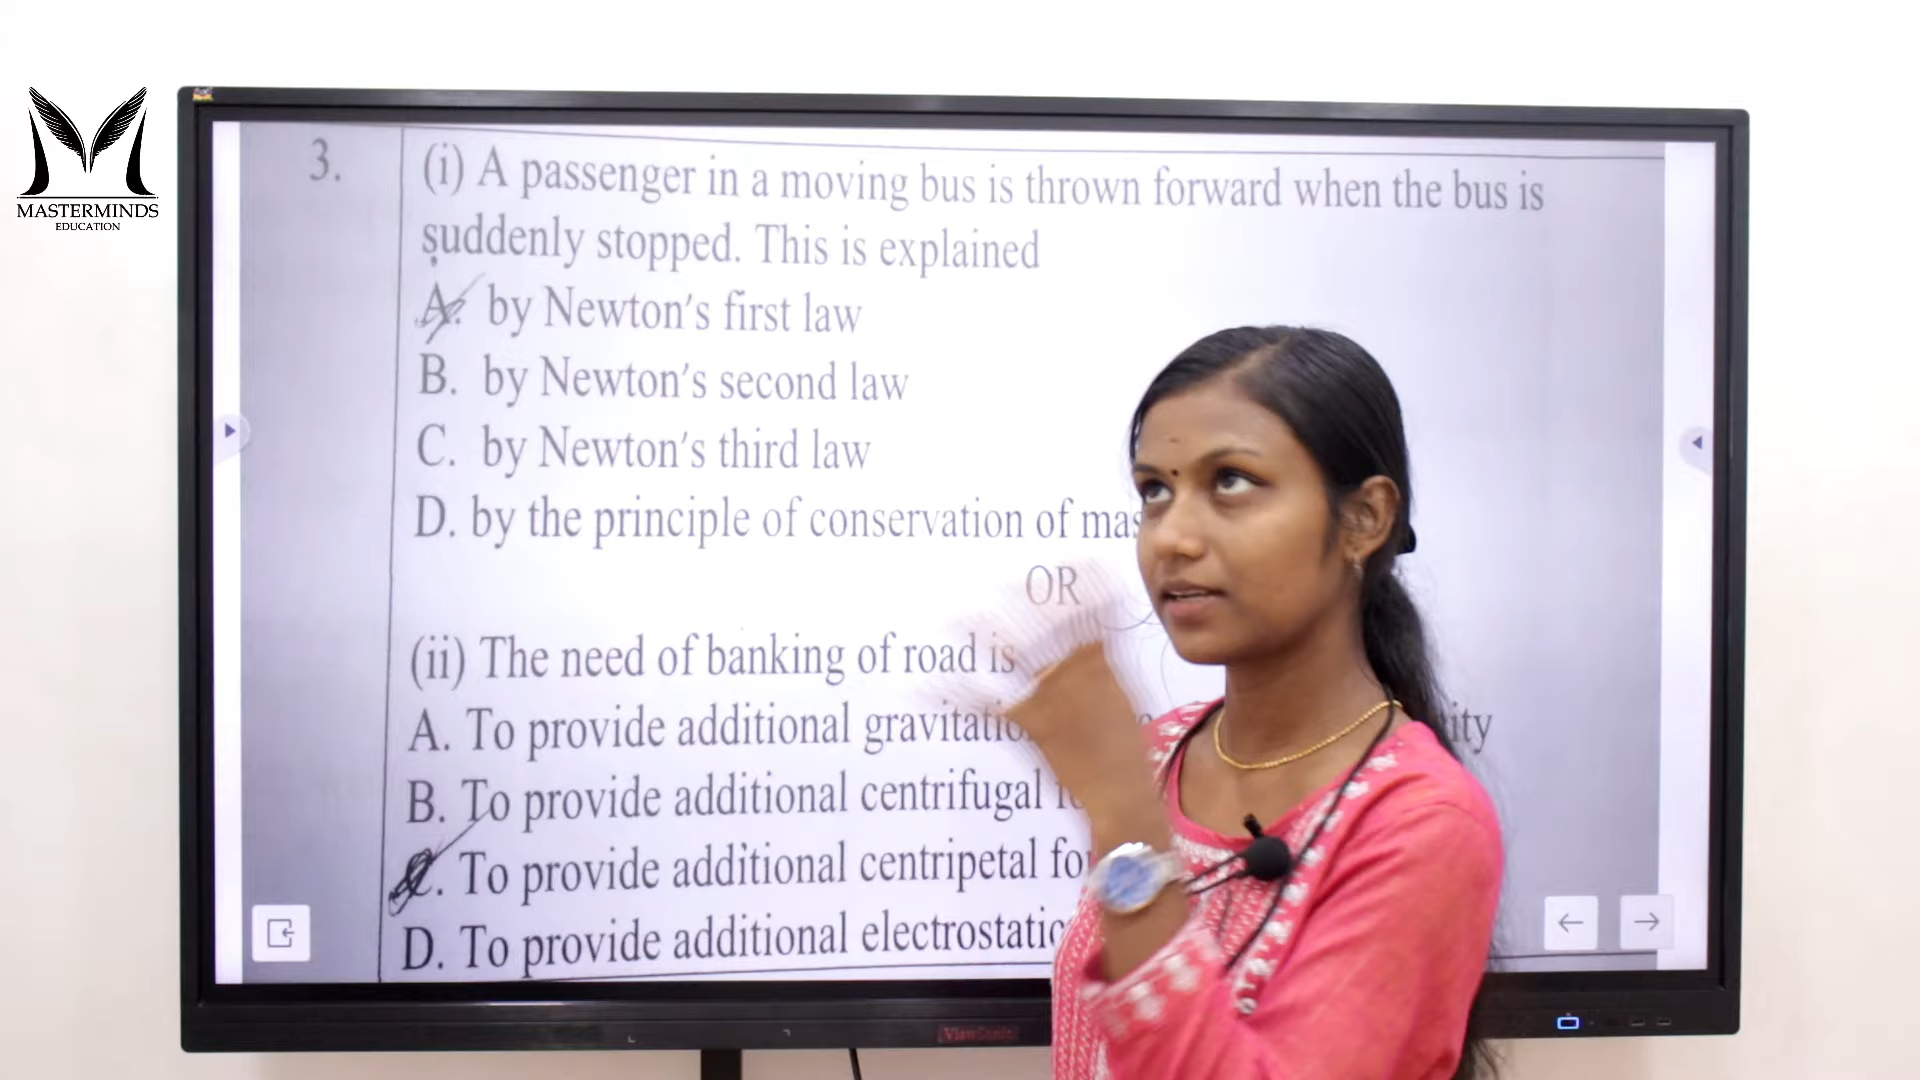 MASTERMINDS
EDUCATION
3.
(i) A passenger in a moving bus is thrown forward when the bus is
suddenly stopped. This is explained
A. by Newton's first law
B. by Newton's second law
C. by Newton's third law
D. by the principle of conservation of
OR
(ii) The need of banking of road is
A. To provide additional
B. To provide additional centrifugal
C. To provide additional centripetal
D. To provide additional electrostatic
ViewSonic